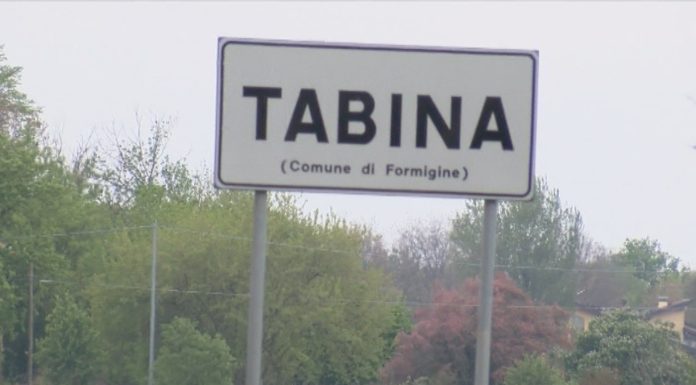 TABINA
(Comune di Formigine)